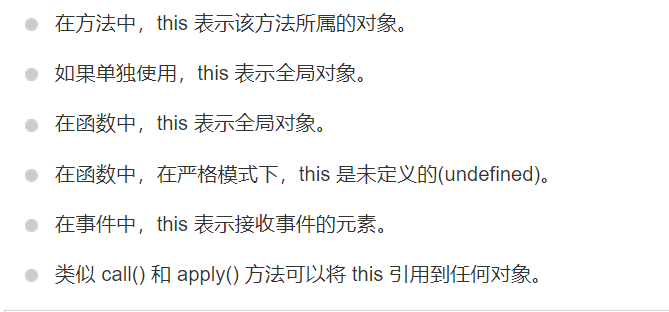 在方法中，this 表示该方法所属的对象。
如果单独使用，this 表示全局对象。
在函数中，this 表示全局对象。
在函数中，在严格模式下，this 是未定义的(undefined)。
在事件中，this 表示接收事件的元素。
类似 call() 和 apply() 方法可以将 this 引用到任何对象。